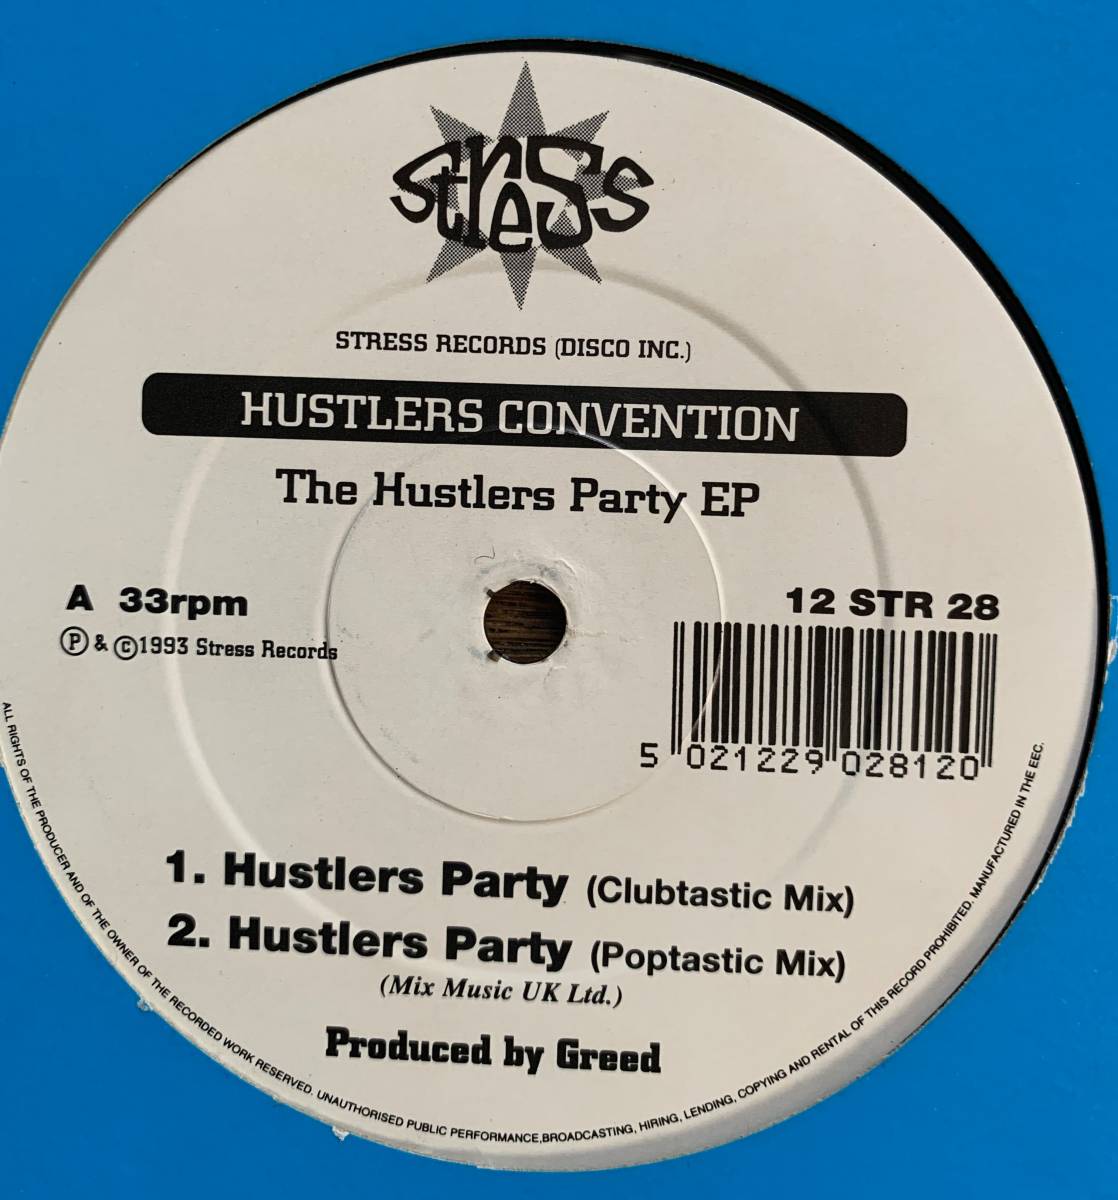 stress
STRESS RECORDS (DISCO INC.)
HUSTLERS CONVENTION
The Hustlers Party EP
A 33rpm
12 STR 28
Ⓟ & ©1993 Stress Records
5 021229 028120
1. Hustlers Party (Clubtastic Mix)
2. Hustlers Party (Poptastic Mix)
(Mix Music UK Ltd.)
Produced by Greed
ALL RIGHTS OF THE PRODUCER AND OF THE OWNER OF THE RECORDED WORK RESERVED. UNAUTHORISED PUBLIC PERFORMANCE,BROADCASTING, HIRING, LENDING, COPYING AND RENTAL OF THIS RECORD PROHIBITED. MANUFACTURED IN THE EEC.